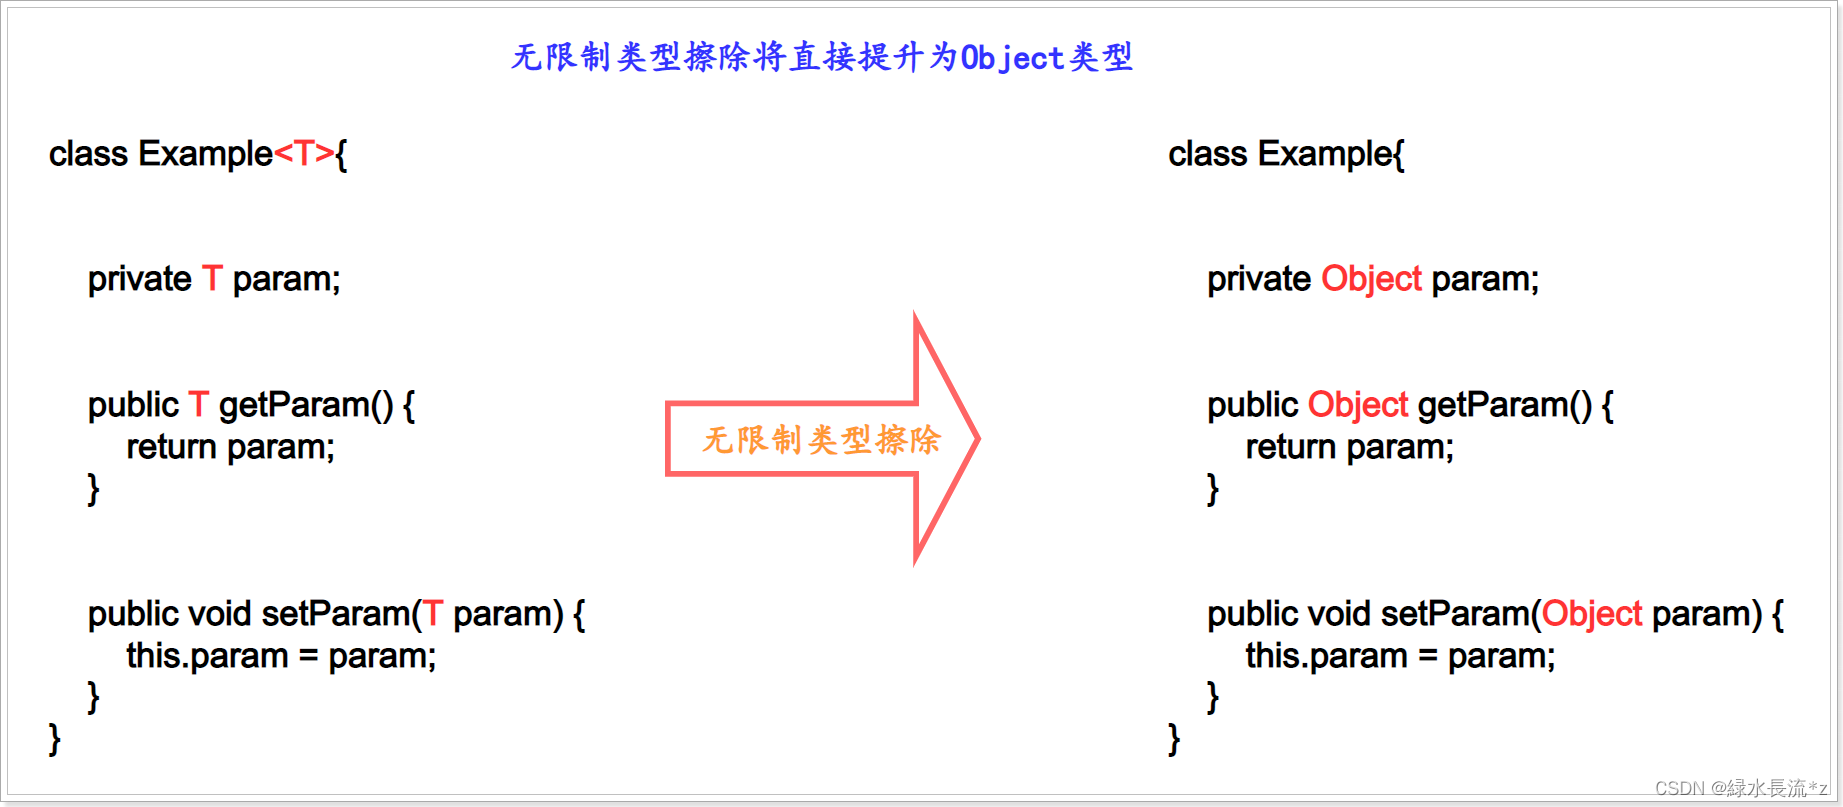 无限制类型擦除将直接提升为Object类型
class Example<T>{
private T param;
public T getParam() {
return param;
}
public void setParam(T param) {
this.param = param;
}
}
无限制类型擦除
class Example{
private Object param;
public Object getParam() {
return param;
}
public void setParam(Object param) {
this.param = param;
}
}
CSDN @緑水長流*z